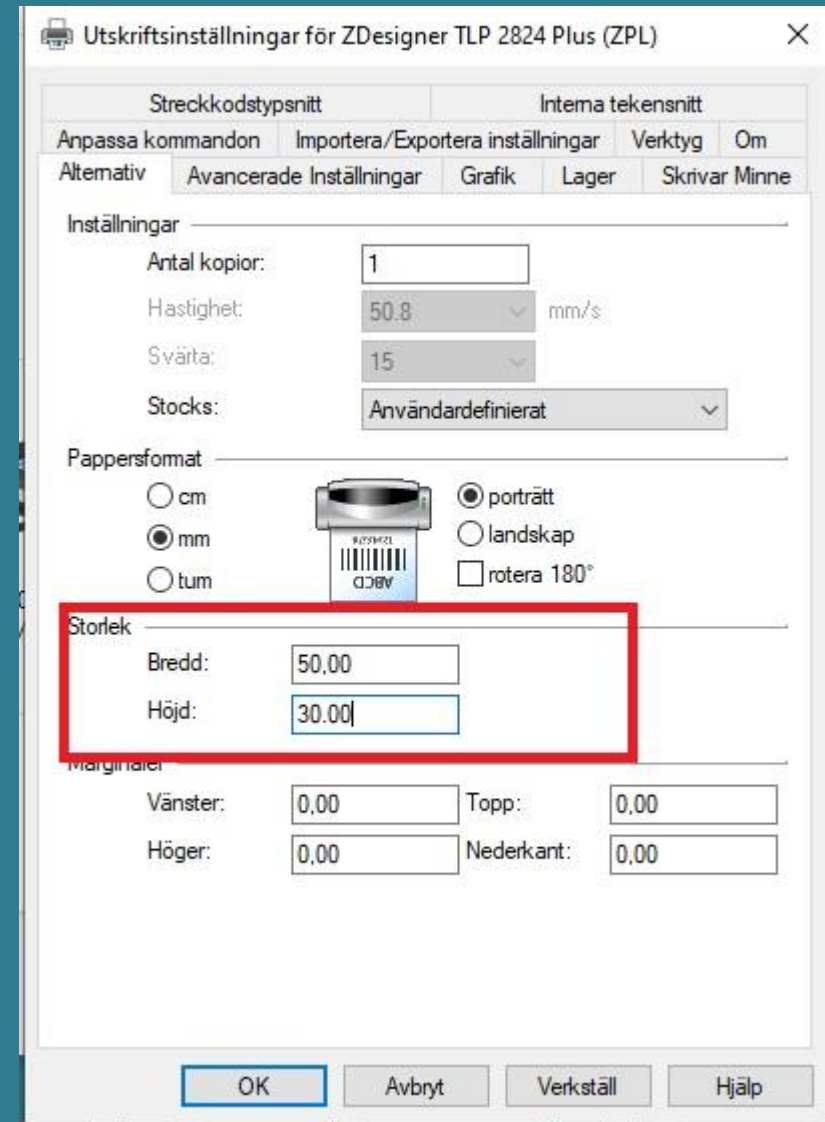 Utskriftsinställningar för ZDesigner TLP 2824 Plus (ZPL)
Streckkodstypsnitt Interna teckensnitt
Anpassa kommandon Importera/Exportera inställningar Verktyg Om
Alternativ Avancerade Inställningar Grafik Lager Skrivar Minne
Inställningar
Antal kopior: 1
Hastighet: 50.8 mm/s
Svärta: 15
Stocks: Användardefinierat
Pappersformat
cm porträtt
mm landskap
tum rotera 180°
ABCD
Storlek
Bredd: 50,00
Höjd: 30.00
Marginaler
Vänster: 0,00 Topp: 0,00
Höger: 0,00 Nederkant: 0,00
OK Avbryt Verkställ Hjälp